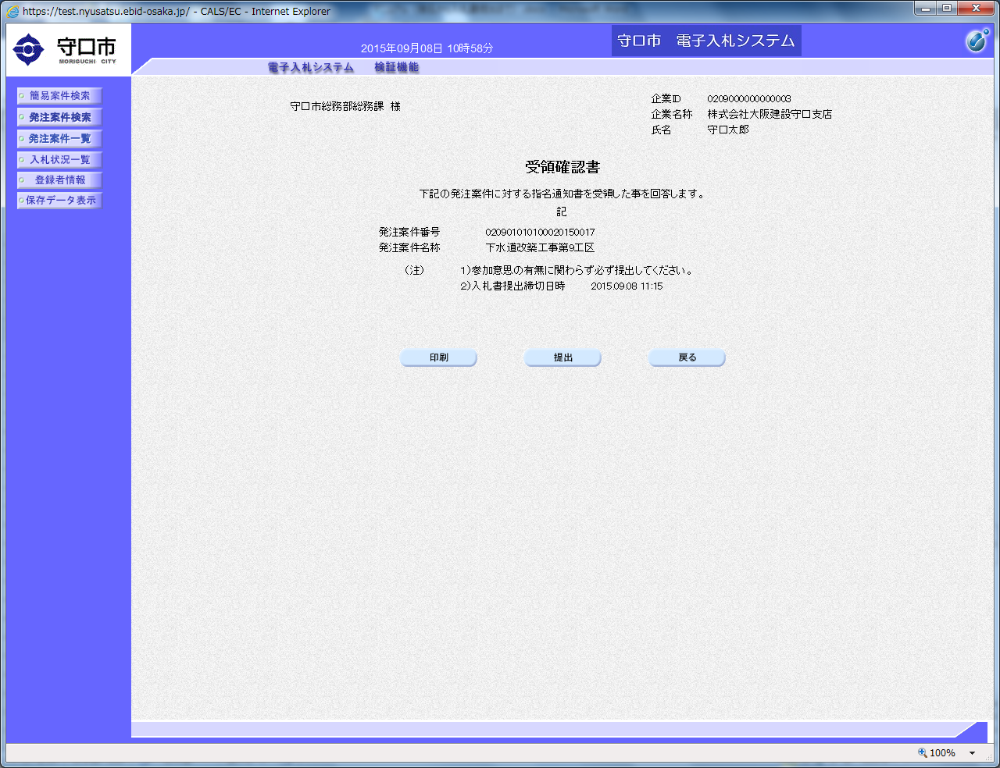 https://test.nyusatsu.ebid-osaka.jp/ - CALS/EC - Internet Explorer
守口市
MORIGUCHI CITY
2015年09月08日 10時58分
守口市　電子入札システム
電子入札システム
検証機能
簡易案件検索
発注案件検索
発注案件一覧
入札状況一覧
登録者情報
保存データ表示
守口市総務部総務課 様
企業ID 0209000000000003
企業名称 株式会社大阪建設守口支店
氏名 守口太郎
受領確認書
下記の発注案件に対する指名通知書を受領した事を回答します。
記
発注案件番号 020901010100020150017
発注案件名称 下水道改築工事第9工区
（注） 1)参加意思の有無に関わらず必ず提出してください。
2)入札書提出締切日時 2015.09.08 11:15
印刷
提出
戻る
100%